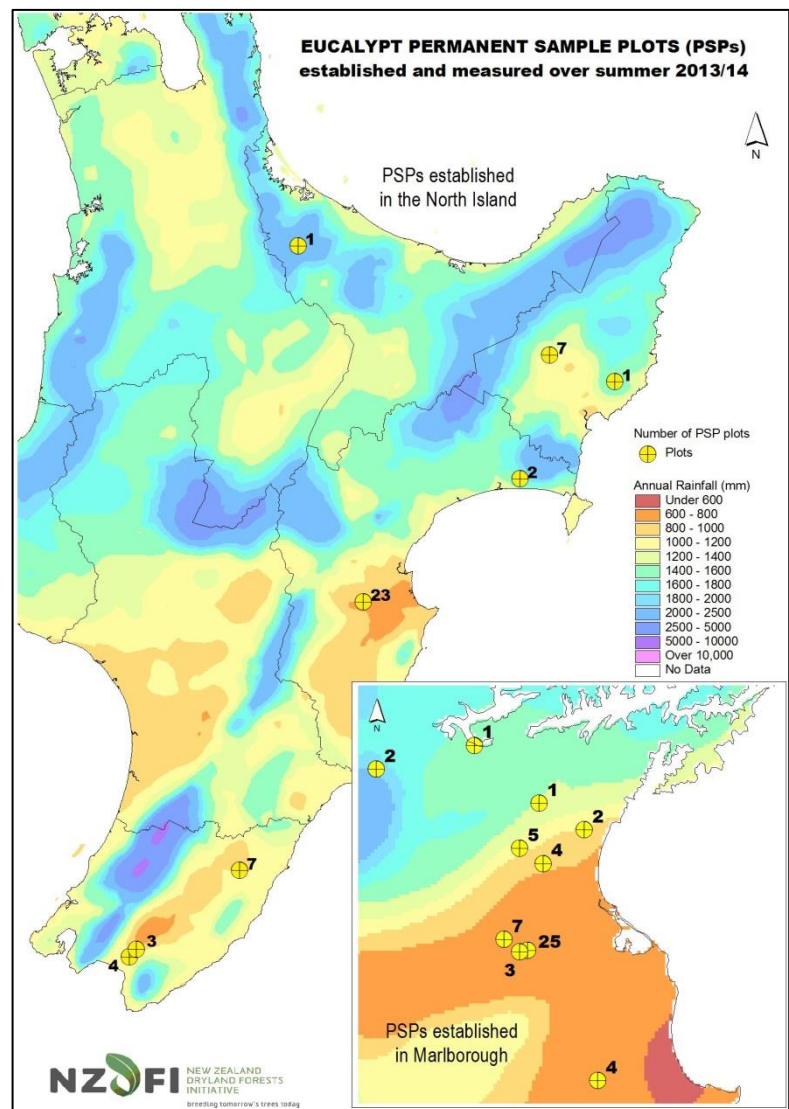 EUCALYPT PERMANENT SAMPLE PLOTS (PSPs)
established and measured over summer 2013/14
N
PSPs established
in the North Island
1
7
1
2
23
7
3
4
Number of PSP plots
Plots
Annual Rainfall (mm)
Under 600
600 - 800
800 - 1000
1000 - 1200
1200 - 1400
1400 - 1600
1600 - 1800
1800 - 2000
2000 - 2500
2500 - 5000
5000 - 10000
Over 10,000
No Data
N
1
2
1
2
5
4
7
25
3
4
PSPs established
in Marlborough
NZDFI
NEW ZEALAND
DRYLAND FORESTS
INITIATIVE
breeding tomorrow's trees today